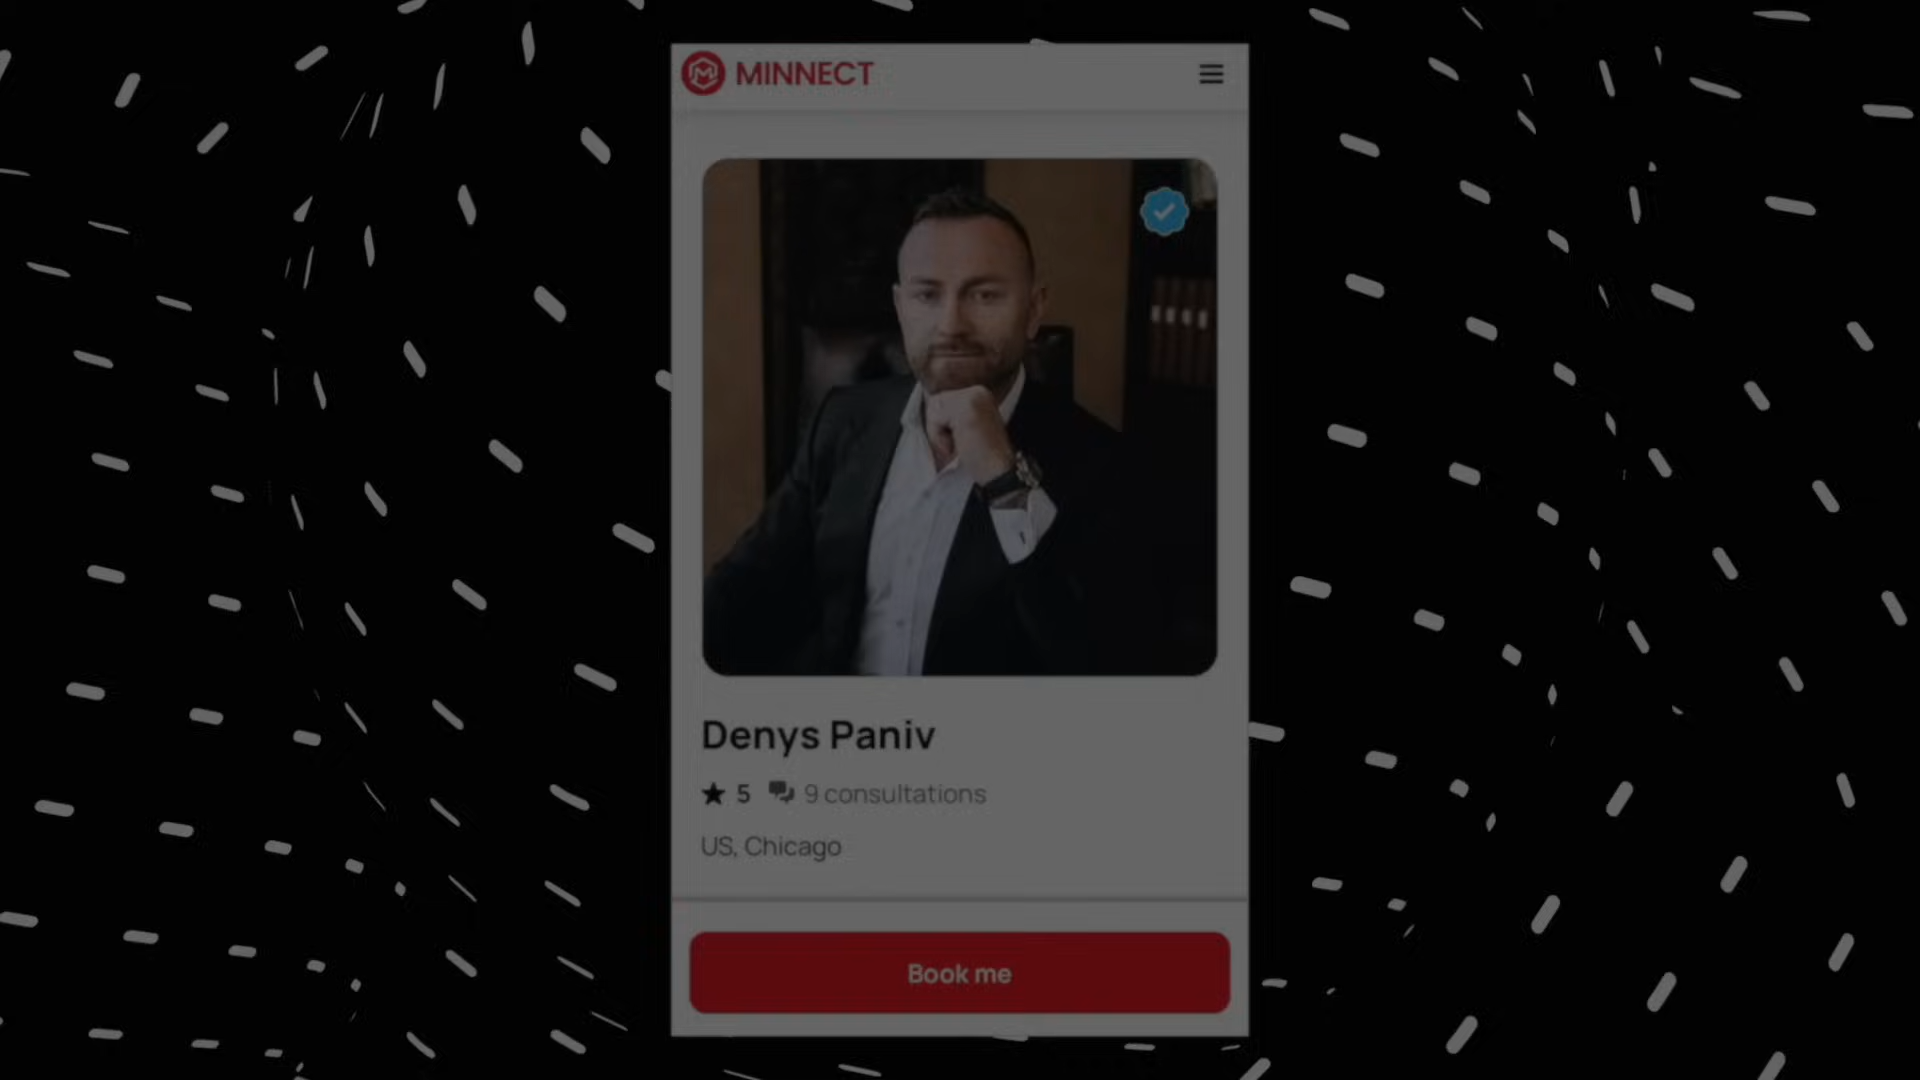 MINNECT
Denys Paniv
5 9 consultations
US, Chicago
Book me